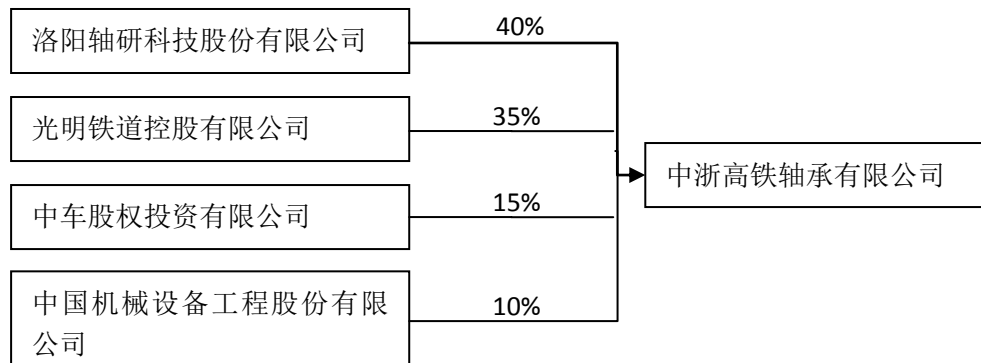 洛阳轴研科技股份有限公司
40%
光明铁道控股有限公司
35%
中浙高铁轴承有限公司
中车股权投资有限公司
15%
中国机械设备工程股份有限
公司
10%